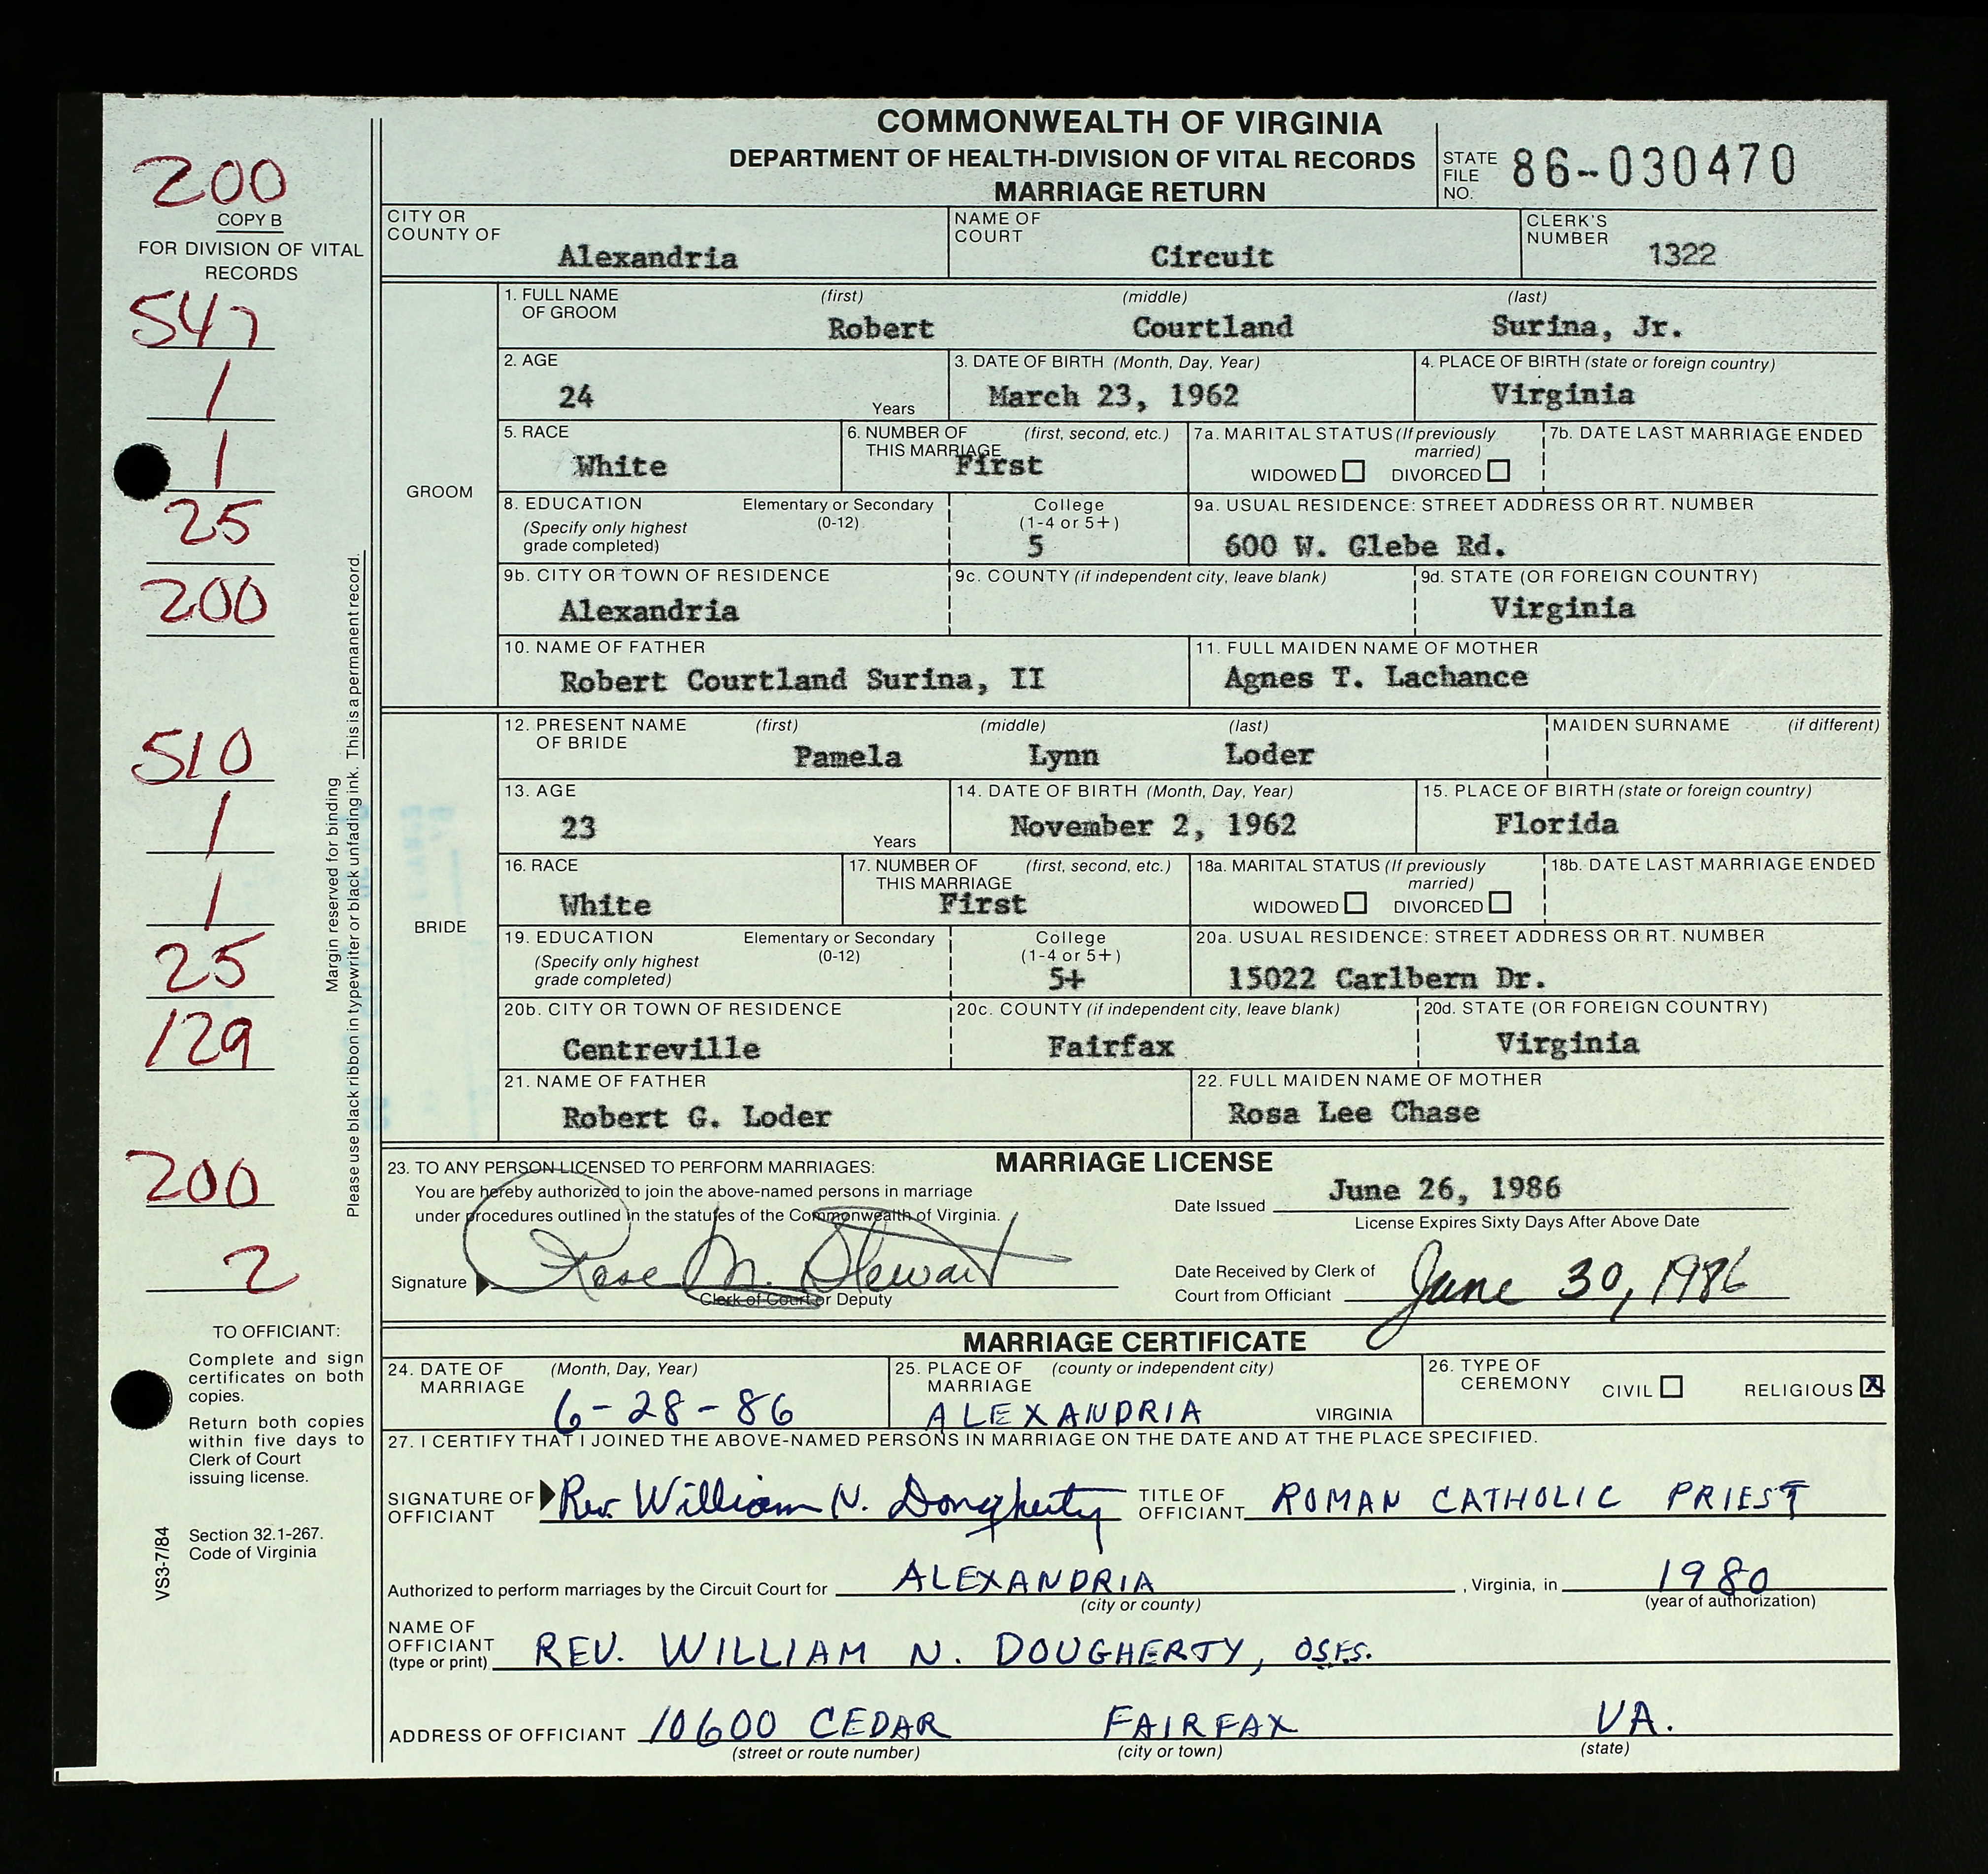 COMMONWEALTH OF VIRGINIA
DEPARTMENT OF HEALTH-DIVISION OF VITAL RECORDS
MARRIAGE RETURN
STATE FILE NO. 86-030470
200
COPY B
FOR DIVISION OF VITAL RECORDS
547
1
1
25
200
510
1
1
25
129
200
2
Margin reserved for binding
Please use black ribbon in typewriter or black unfading ink. This is a permanent record.
TO OFFICIANT:
Complete and sign
certificates on both
copies.
Return both copies
within five days to
Clerk of Court
issuing license.
Section 32.1-267.
Code of Virginia
VS3-7/84
CITY OR COUNTY OF Alexandria
NAME OF COURT Circuit
CLERK'S NUMBER 1322
GROOM
1. FULL NAME OF GROOM (first) (middle) (last)
Robert Courtland Surina, Jr.
2. AGE 24 Years
3. DATE OF BIRTH (Month, Day, Year) March 23, 1962
4. PLACE OF BIRTH (state or foreign country) Virginia
5. RACE White
6. NUMBER OF THIS MARRIAGE (first, second, etc.) First
7a. MARITAL STATUS (If previously married) WIDOWED DIVORCED
7b. DATE LAST MARRIAGE ENDED
8. EDUCATION (Specify only highest grade completed) Elementary or Secondary (0-12) College (1-4 or 5+) 5
9a. USUAL RESIDENCE: STREET ADDRESS OR RT. NUMBER 600 W. Glebe Rd.
9b. CITY OR TOWN OF RESIDENCE Alexandria
9c. COUNTY (if independent city, leave blank)
9d. STATE (OR FOREIGN COUNTRY) Virginia
10. NAME OF FATHER Robert Courtland Surina, II
11. FULL MAIDEN NAME OF MOTHER Agnes T. Lachance
BRIDE
12. PRESENT NAME OF BRIDE (first) (middle) (last) MAIDEN SURNAME (if different)
Pamela Lynn Loder
13. AGE 23 Years
14. DATE OF BIRTH (Month, Day, Year) November 2, 1962
15. PLACE OF BIRTH (state or foreign country) Florida
16. RACE White
17. NUMBER OF THIS MARRIAGE (first, second, etc.) First
18a. MARITAL STATUS (If previously married) WIDOWED DIVORCED
18b. DATE LAST MARRIAGE ENDED
19. EDUCATION (Specify only highest grade completed) Elementary or Secondary (0-12) College (1-4 or 5+) 5+
20a. USUAL RESIDENCE: STREET ADDRESS OR RT. NUMBER 15022 Carlbern Dr.
20b. CITY OR TOWN OF RESIDENCE Centreville
20c. COUNTY (if independent city, leave blank) Fairfax
20d. STATE (OR FOREIGN COUNTRY) Virginia
21. NAME OF FATHER Robert G. Loder
22. FULL MAIDEN NAME OF MOTHER Rosa Lee Chase
MARRIAGE LICENSE
23. TO ANY PERSON LICENSED TO PERFORM MARRIAGES:
You are hereby authorized to join the above-named persons in marriage
under procedures outlined in the statutes of the Commonwealth of Virginia.
Date Issued June 26, 1986
License Expires Sixty Days After Above Date
Signature Rose M. Stewart
Clerk of Court or Deputy
Date Received by Clerk of Court from Officiant June 30, 1986
MARRIAGE CERTIFICATE
24. DATE OF MARRIAGE (Month, Day, Year) 6-28-86
25. PLACE OF MARRIAGE (county or independent city) ALEXANDRIA VIRGINIA
26. TYPE OF CEREMONY CIVIL RELIGIOUS X
27. I CERTIFY THAT I JOINED THE ABOVE-NAMED PERSONS IN MARRIAGE ON THE DATE AND AT THE PLACE SPECIFIED.
SIGNATURE OF OFFICIANT Rev. William N. Dougherty TITLE OF OFFICIANT ROMAN CATHOLIC PRIEST
Authorized to perform marriages by the Circuit Court for ALEXANDRIA, Virginia, in 1980
(city or county) (year of authorization)
NAME OF OFFICIANT (type or print) REV. WILLIAM N. DOUGHERTY, O.S.F.S.
ADDRESS OF OFFICIANT 10600 CEDAR FAIRFAX VA.
(street or route number) (city or town) (state)